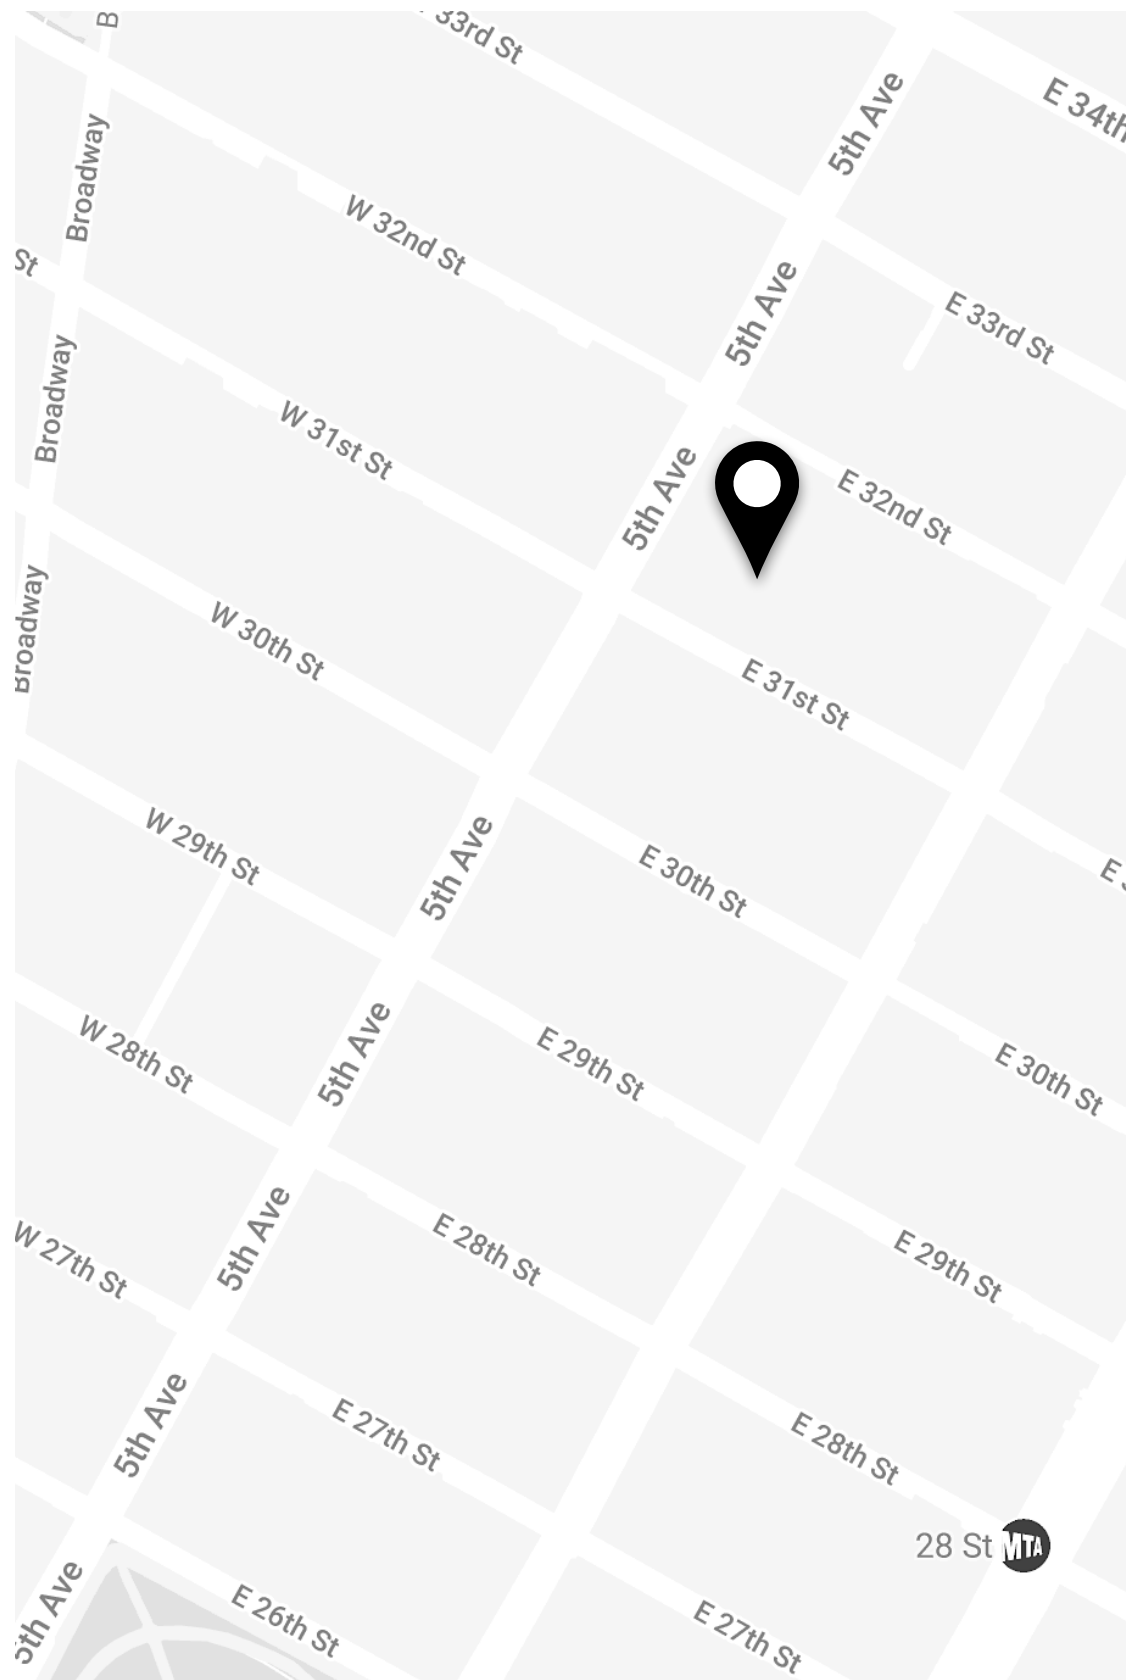 B
33rd St
E 34th
5th Ave
Broadway
W 32nd St
St
5th Ave
E 33rd St
Broadway
W 31st St
5th Ave
E 32nd St
Broadway
W 30th St
E 31st St
W 29th St
5th Ave
E 30th St
E 3
W 28th St
5th Ave
E 29th St
E 30th St
W 27th St
5th Ave
E 28th St
E 29th St
5th Ave
E 27th St
E 28th St
28 St MTA
5th Ave
E 26th St
E 27th St